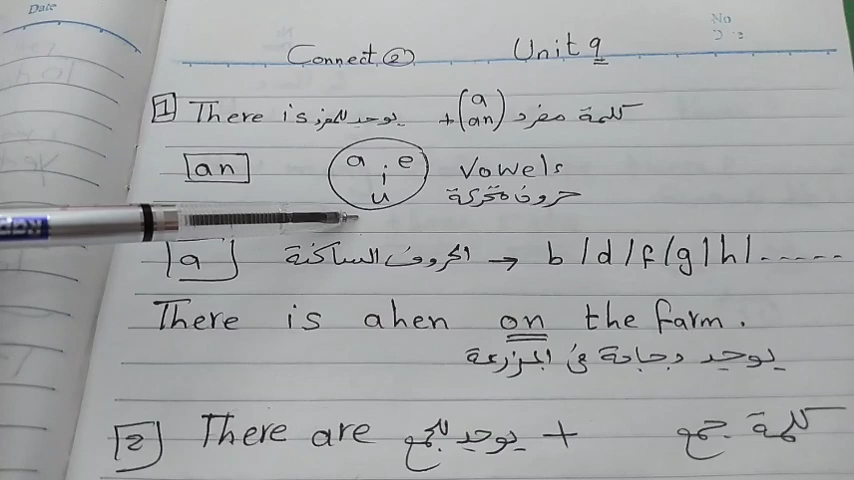 Date
No
Connect ② Unit 9
1 There is يوجد للمفرد + (a an) كلمة مفرد
an a e i u Vowels
حروف متحركة
a الحروف الساكنة → b/d/f/g/h/.....
There is a hen on the farm.
يوجد دجاجة في المزرعة
2 There are يوجد للجمع + كلمة جمع